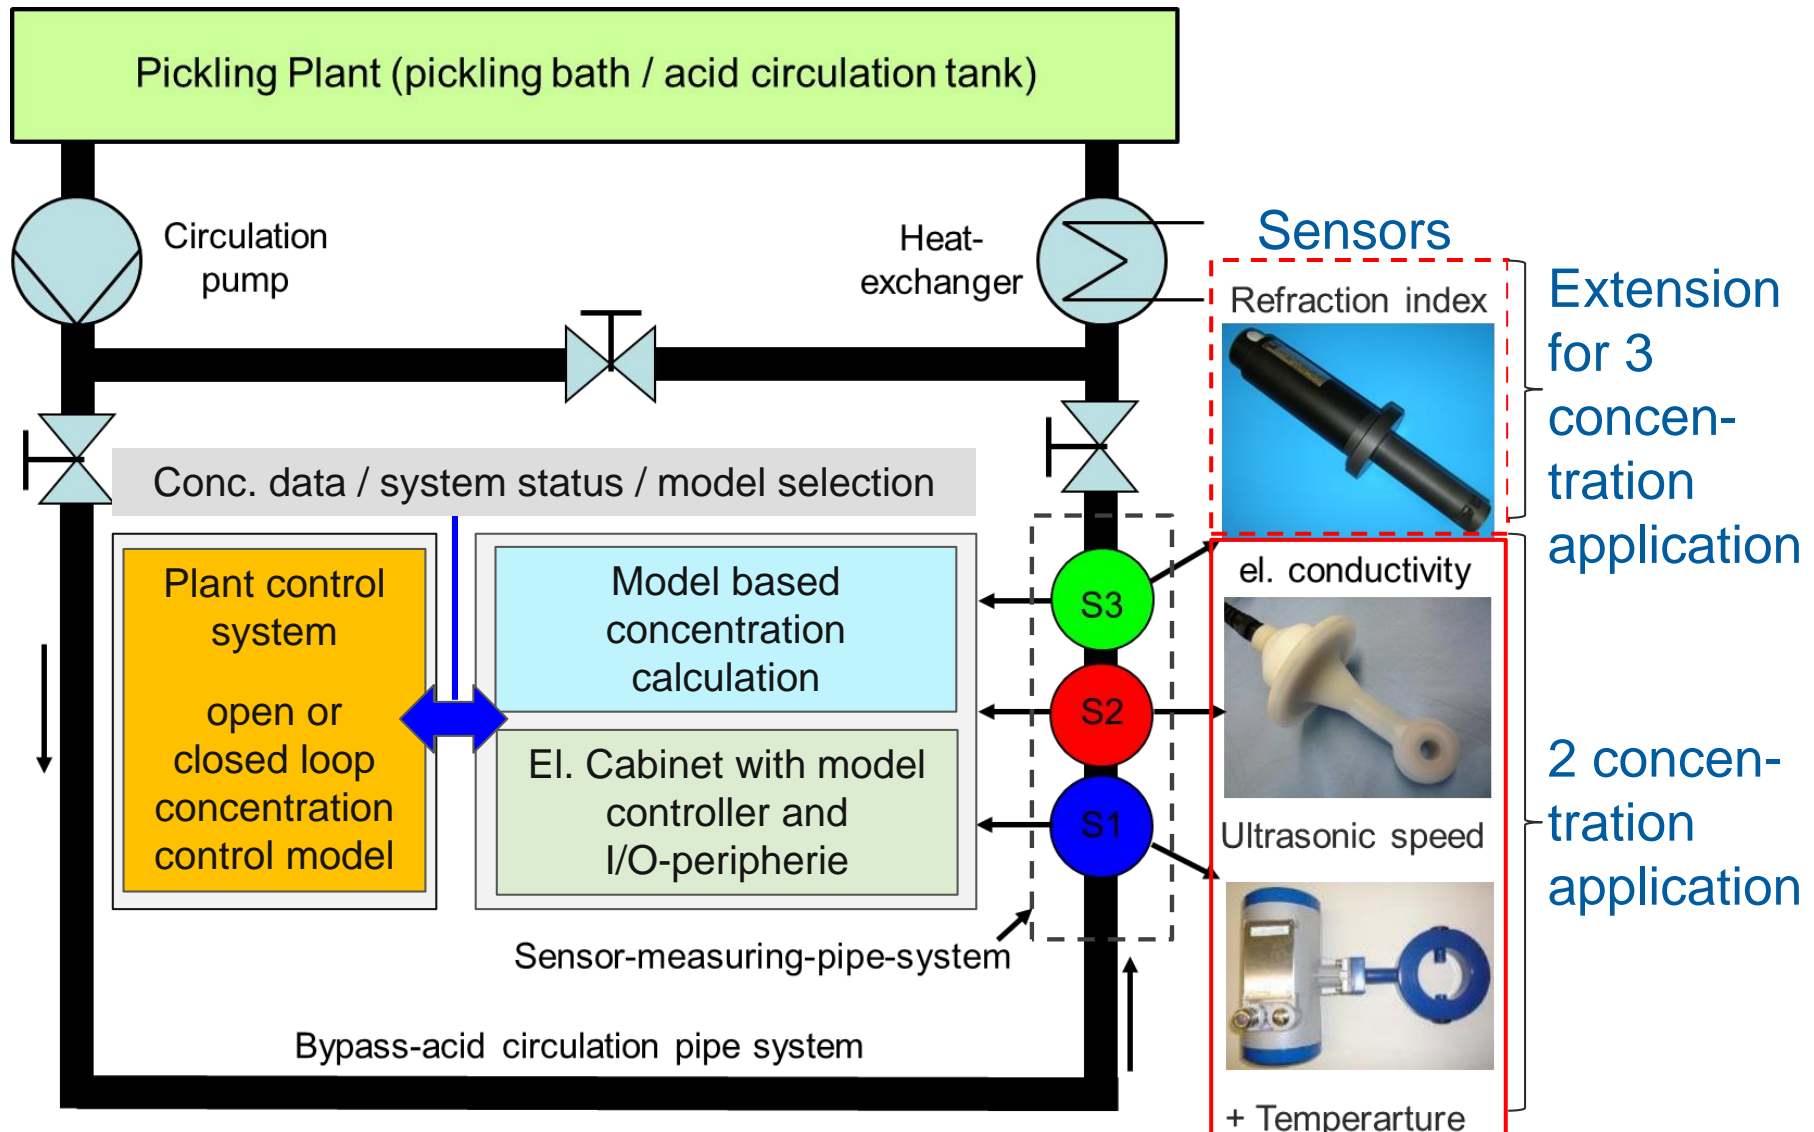 Pickling Plant (pickling bath / acid circulation tank)
Circulation
pump
Heat-
exchanger
Sensors
Refraction index
Extension
for 3
concen-
tration
application
Conc. data / system status / model selection
Plant control
system
open or
closed loop
concentration
control model
Model based
concentration
calculation
El. Cabinet with model
controller and
I/O-peripherie
S3
S2
S1
el. conductivity
Ultrasonic speed
+ Temperarture
2 concen-
tration
application
Sensor-measuring-pipe-system
Bypass-acid circulation pipe system